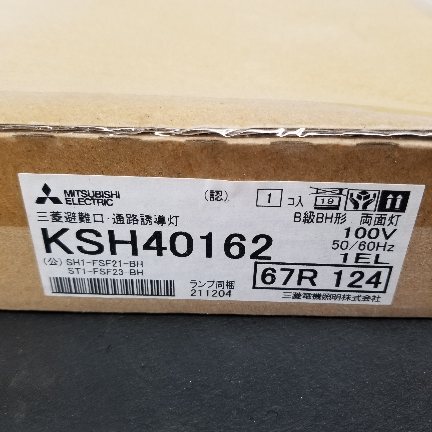 MITSUBISHI
ELECTRIC
(認)
1 コ入
19
三菱避難口・通路誘導灯
B級BH形 両面灯
KSH40162
100V
50/60Hz
1EL
(公) SH1-FSF21-BH
ST1-FSF23-BH
67R 124
ランプ同梱
211204
三菱電機照明株式会社